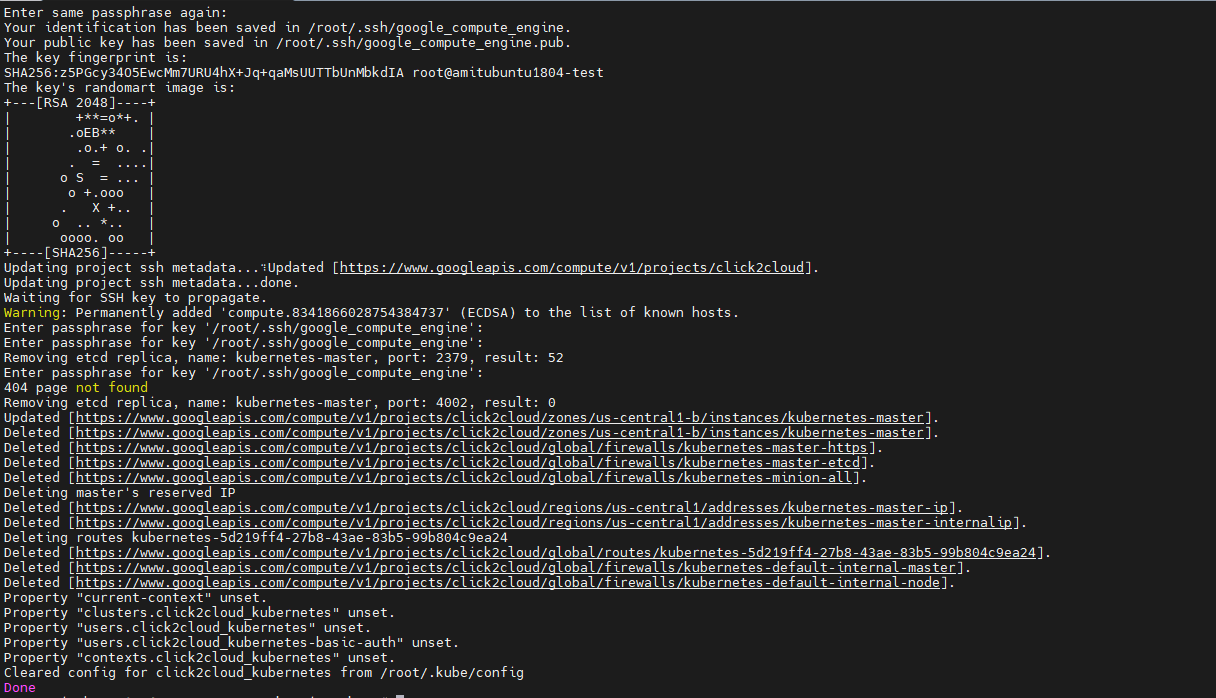 Enter same passphrase again:
Your identification has been saved in /root/.ssh/google_compute_engine.
Your public key has been saved in /root/.ssh/google_compute_engine.pub.
The key fingerprint is:
SHA256:z5PGcy34O5EwcMm7URU4hX+Jq+qaMsUUTTbUnMbkdIA root@amitubuntu1804-test
The key's randomart image is:
+---[RSA 2048]----+
|        +**=o*+. |
|       .oEB**    |
|        .o.+ o. .|
|       .  =  ....|
|      o S  = ... |
|       o +.ooo   |
|      .   X +..  |
|     o  .. *..   |
|      oooo. oo   |
+----[SHA256]-----+
Updating project ssh metadata...⠹Updated [https://www.googleapis.com/compute/v1/projects/click2cloud].
Updating project ssh metadata...done.
Waiting for SSH key to propagate.
Warning: Permanently added 'compute.8341866028754384737' (ECDSA) to the list of known hosts.
Enter passphrase for key '/root/.ssh/google_compute_engine':
Enter passphrase for key '/root/.ssh/google_compute_engine':
Removing etcd replica, name: kubernetes-master, port: 2379, result: 52
Enter passphrase for key '/root/.ssh/google_compute_engine':
404 page not found
Removing etcd replica, name: kubernetes-master, port: 4002, result: 0
Updated [https://www.googleapis.com/compute/v1/projects/click2cloud/zones/us-central1-b/instances/kubernetes-master].
Deleted [https://www.googleapis.com/compute/v1/projects/click2cloud/zones/us-central1-b/instances/kubernetes-master].
Deleted [https://www.googleapis.com/compute/v1/projects/click2cloud/global/firewalls/kubernetes-master-https].
Deleted [https://www.googleapis.com/compute/v1/projects/click2cloud/global/firewalls/kubernetes-master-etcd].
Deleted [https://www.googleapis.com/compute/v1/projects/click2cloud/global/firewalls/kubernetes-minion-all].
Deleting master's reserved IP
Deleted [https://www.googleapis.com/compute/v1/projects/click2cloud/regions/us-central1/addresses/kubernetes-master-ip].
Deleted [https://www.googleapis.com/compute/v1/projects/click2cloud/regions/us-central1/addresses/kubernetes-master-internalip].
Deleting routes kubernetes-5d219ff4-27b8-43ae-83b5-99b804c9ea24
Deleted [https://www.googleapis.com/compute/v1/projects/click2cloud/global/routes/kubernetes-5d219ff4-27b8-43ae-83b5-99b804c9ea24].
Deleted [https://www.googleapis.com/compute/v1/projects/click2cloud/global/firewalls/kubernetes-default-internal-master].
Deleted [https://www.googleapis.com/compute/v1/projects/click2cloud/global/firewalls/kubernetes-default-internal-node].
Property "current-context" unset.
Property "clusters.click2cloud_kubernetes" unset.
Property "users.click2cloud_kubernetes" unset.
Property "users.click2cloud_kubernetes-basic-auth" unset.
Property "contexts.click2cloud_kubernetes" unset.
Cleared config for click2cloud_kubernetes from /root/.kube/config
Done